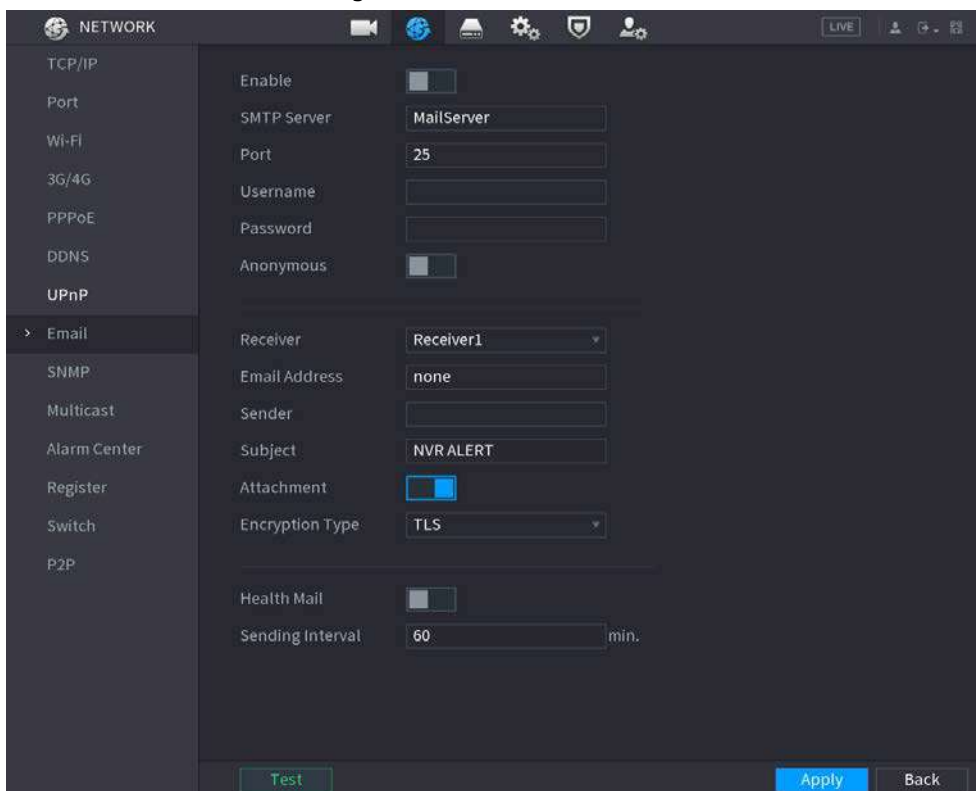 NETWORK
LIVE
TCP/IP
Port
Wi-Fi
3G/4G
PPPoE
DDNS
UPnP
Email
SNMP
Multicast
Alarm Center
Register
Switch
P2P
Enable
SMTP Server MailServer
Port 25
Username
Password
Anonymous
Receiver Receiver1
Email Address none
Sender
Subject NVR ALERT
Attachment
Encryption Type TLS
Health Mail
Sending Interval 60 min.
Test Apply Back